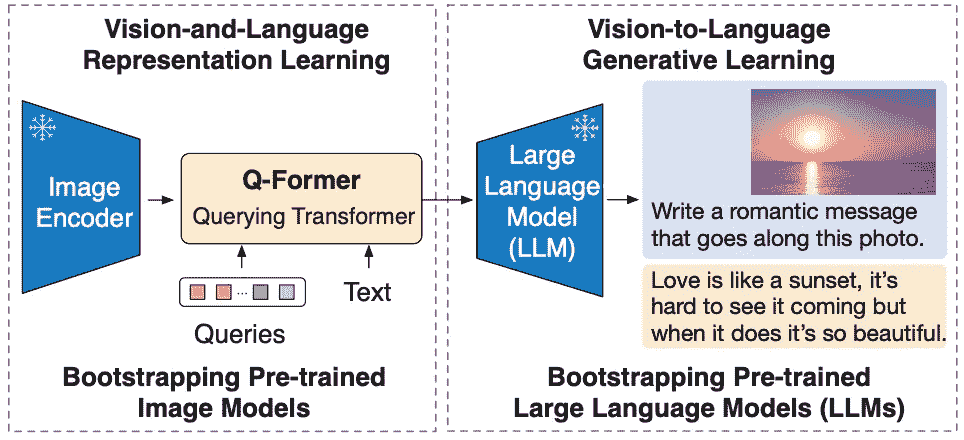 Vision-and-Language
Representation Learning
Image
Encoder
Q-Former
Querying Transformer
...
Queries
Text
Bootstrapping Pre-trained
Image Models
Vision-to-Language
Generative Learning
Large
Language
Model
(LLM)
Write a romantic message
that goes along this photo.
Love is like a sunset, it's
hard to see it coming but
when it does it's so beautiful.
Bootstrapping Pre-trained
Large Language Models (LLMs)